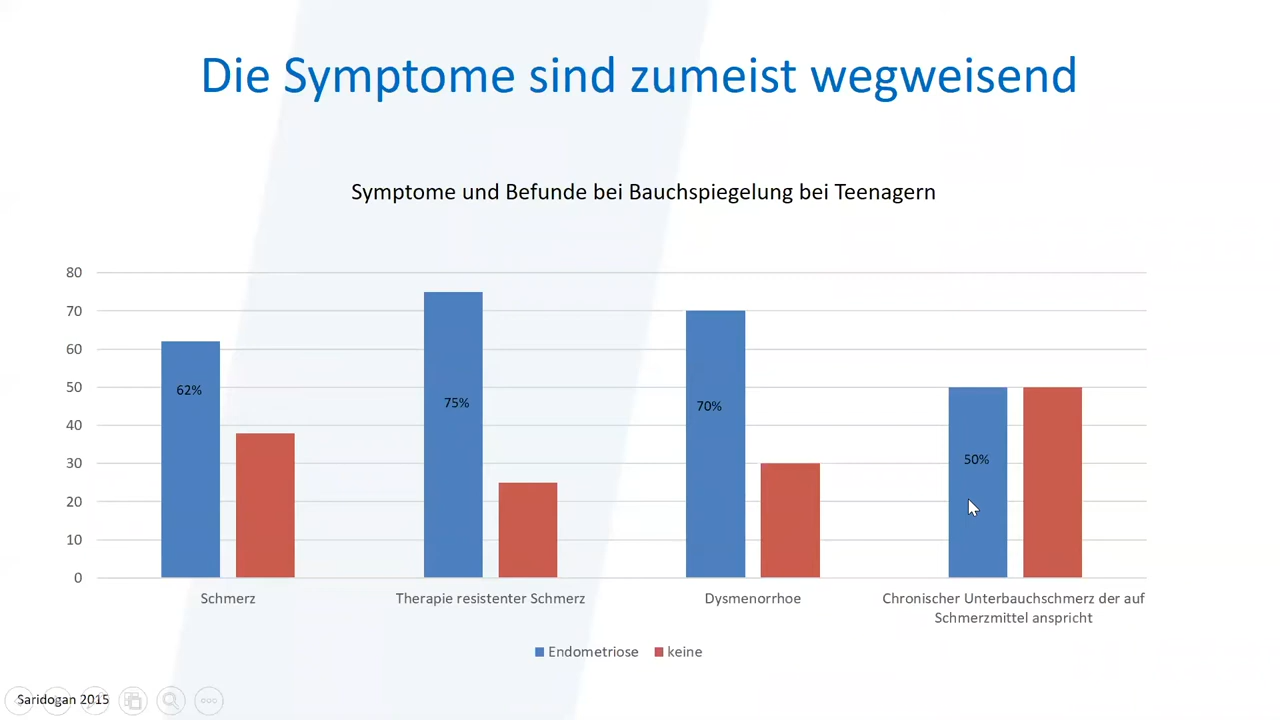 Die Symptome sind zumeist wegweisend
Symptome und Befunde bei Bauchspiegelung bei Teenagern
80
70
60
50
40
30
20
10
0
62%
75%
70%
50%
Schmerz
Therapie resistenter Schmerz
Dysmenorrhoe
Chronischer Unterbauchschmerz der auf
Schmerzmittel anspricht
Endometriose
keine
Saridogan 2015